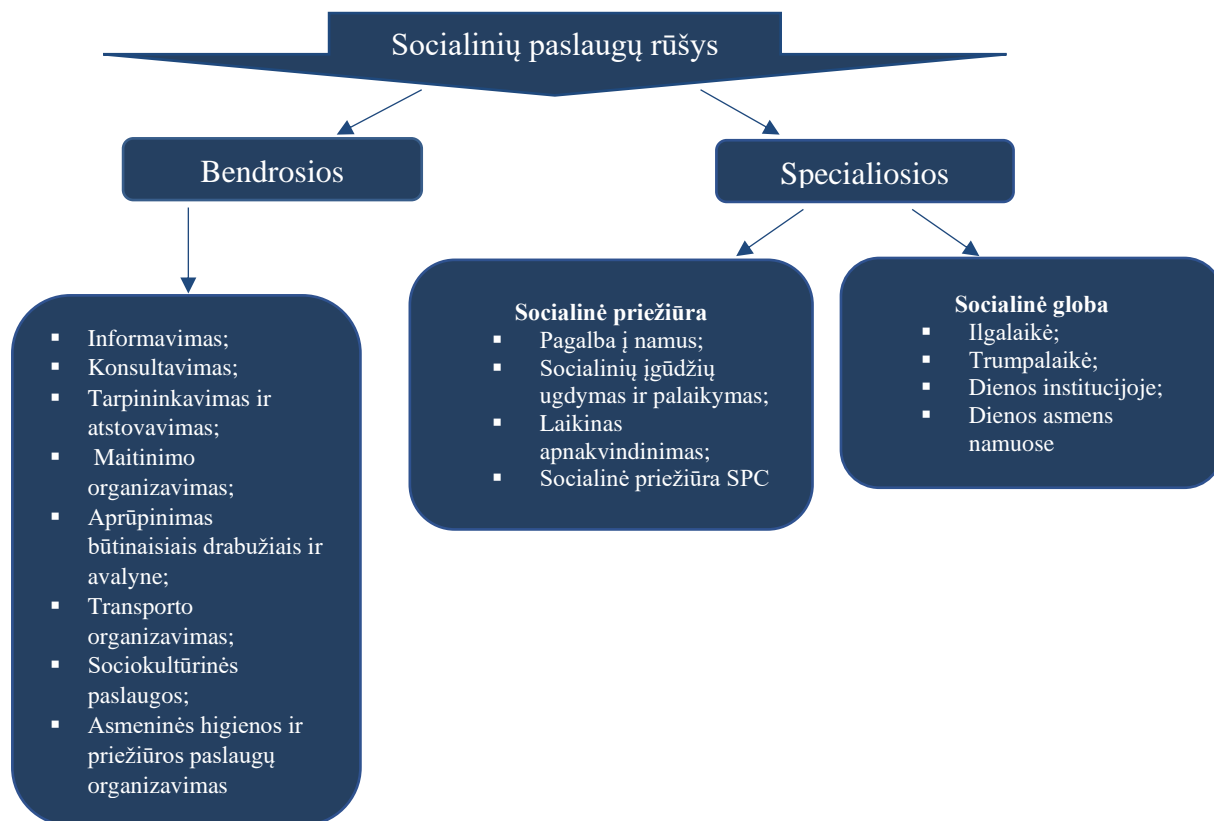 Socialinių paslaugų rūšys
Bendrosios
Specialiosios
▪ Informavimas;
▪ Konsultavimas;
▪ Tarpininkavimas ir
atstovavimas;
▪ Maitinimo
organizavimas;
▪ Aprūpinimas
būtinaisiais drabužiais ir
avalyne;
▪ Transporto
organizavimas;
▪ Sociokultūrinės
paslaugos;
▪ Asmeninės higienos ir
priežiūros paslaugų
organizavimas
Socialinė priežiūra
▪ Pagalba į namus;
▪ Socialinių įgūdžių
ugdymas ir palaikymas;
▪ Laikinas
apnakvindinimas;
▪ Socialinė priežiūra SPC
Socialinė globa
▪ Ilgalaikė;
▪ Trumpalaikė;
▪ Dienos institucijoje;
▪ Dienos asmens
namuose